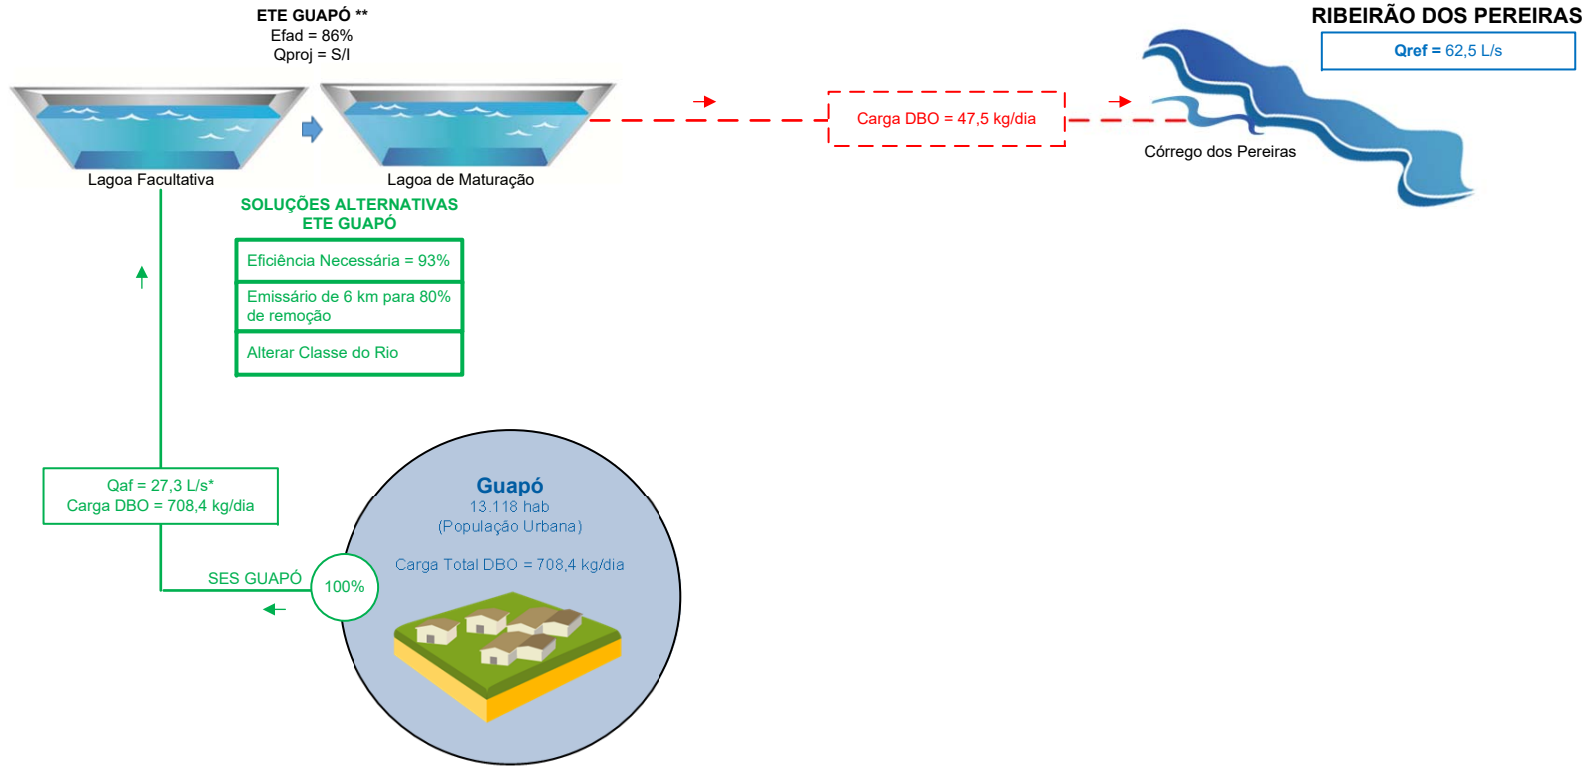 ETE GUAPÓ **
Efad = 86%
Qproj = S/I
RIBEIRÃO DOS PEREIRAS
Qref = 62,5 L/s
Carga DBO = 47,5 kg/dia
Córrego dos Pereiras
Lagoa Facultativa
Lagoa de Maturação
SOLUÇÕES ALTERNATIVAS
ETE GUAPÓ
Eficiência Necessária = 93%
Emissário de 6 km para 80%
de remoção
Alterar Classe do Rio
Qaf = 27,3 L/s*
Carga DBO = 708,4 kg/dia
Guapó
13.118 hab
(População Urbana)
Carga Total DBO = 708,4 kg/dia
SES GUAPÓ
100%